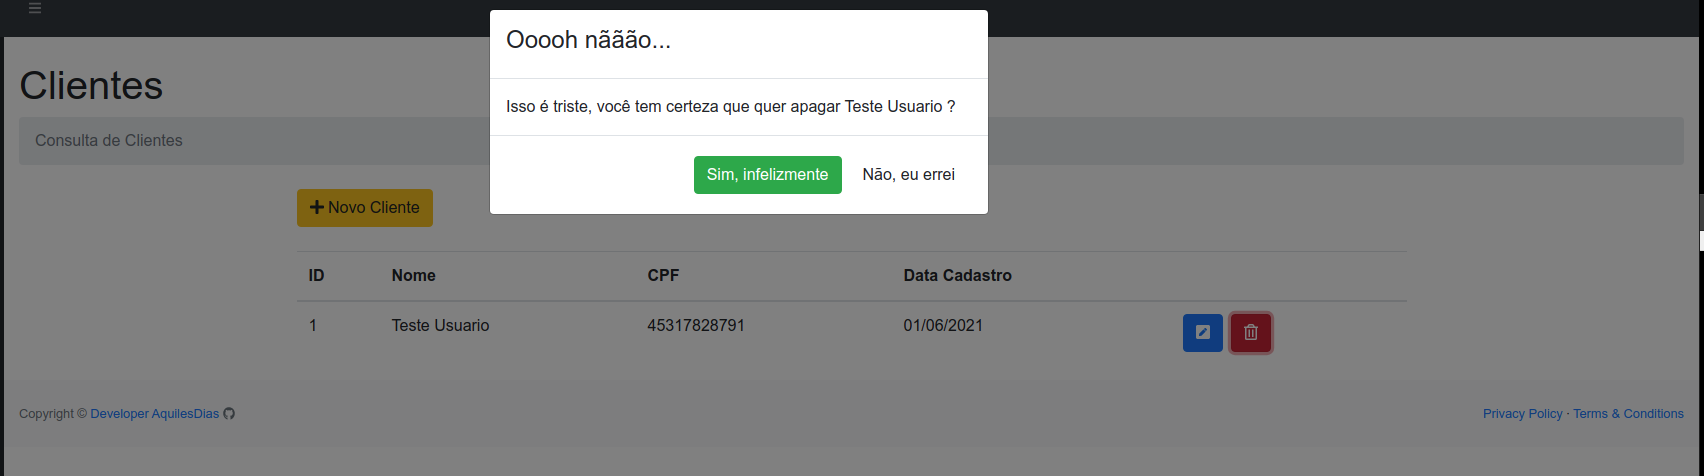 Ooooh nããão...
Isso é triste, você tem certeza que quer apagar Teste Usuario ?
Sim, infelizmente Não, eu errei
Clientes
Consulta de Clientes
Novo Cliente
ID Nome CPF Data Cadastro
1 Teste Usuario 45317828791 01/06/2021
Copyright © Developer AquilesDias Privacy Policy · Terms & Conditions